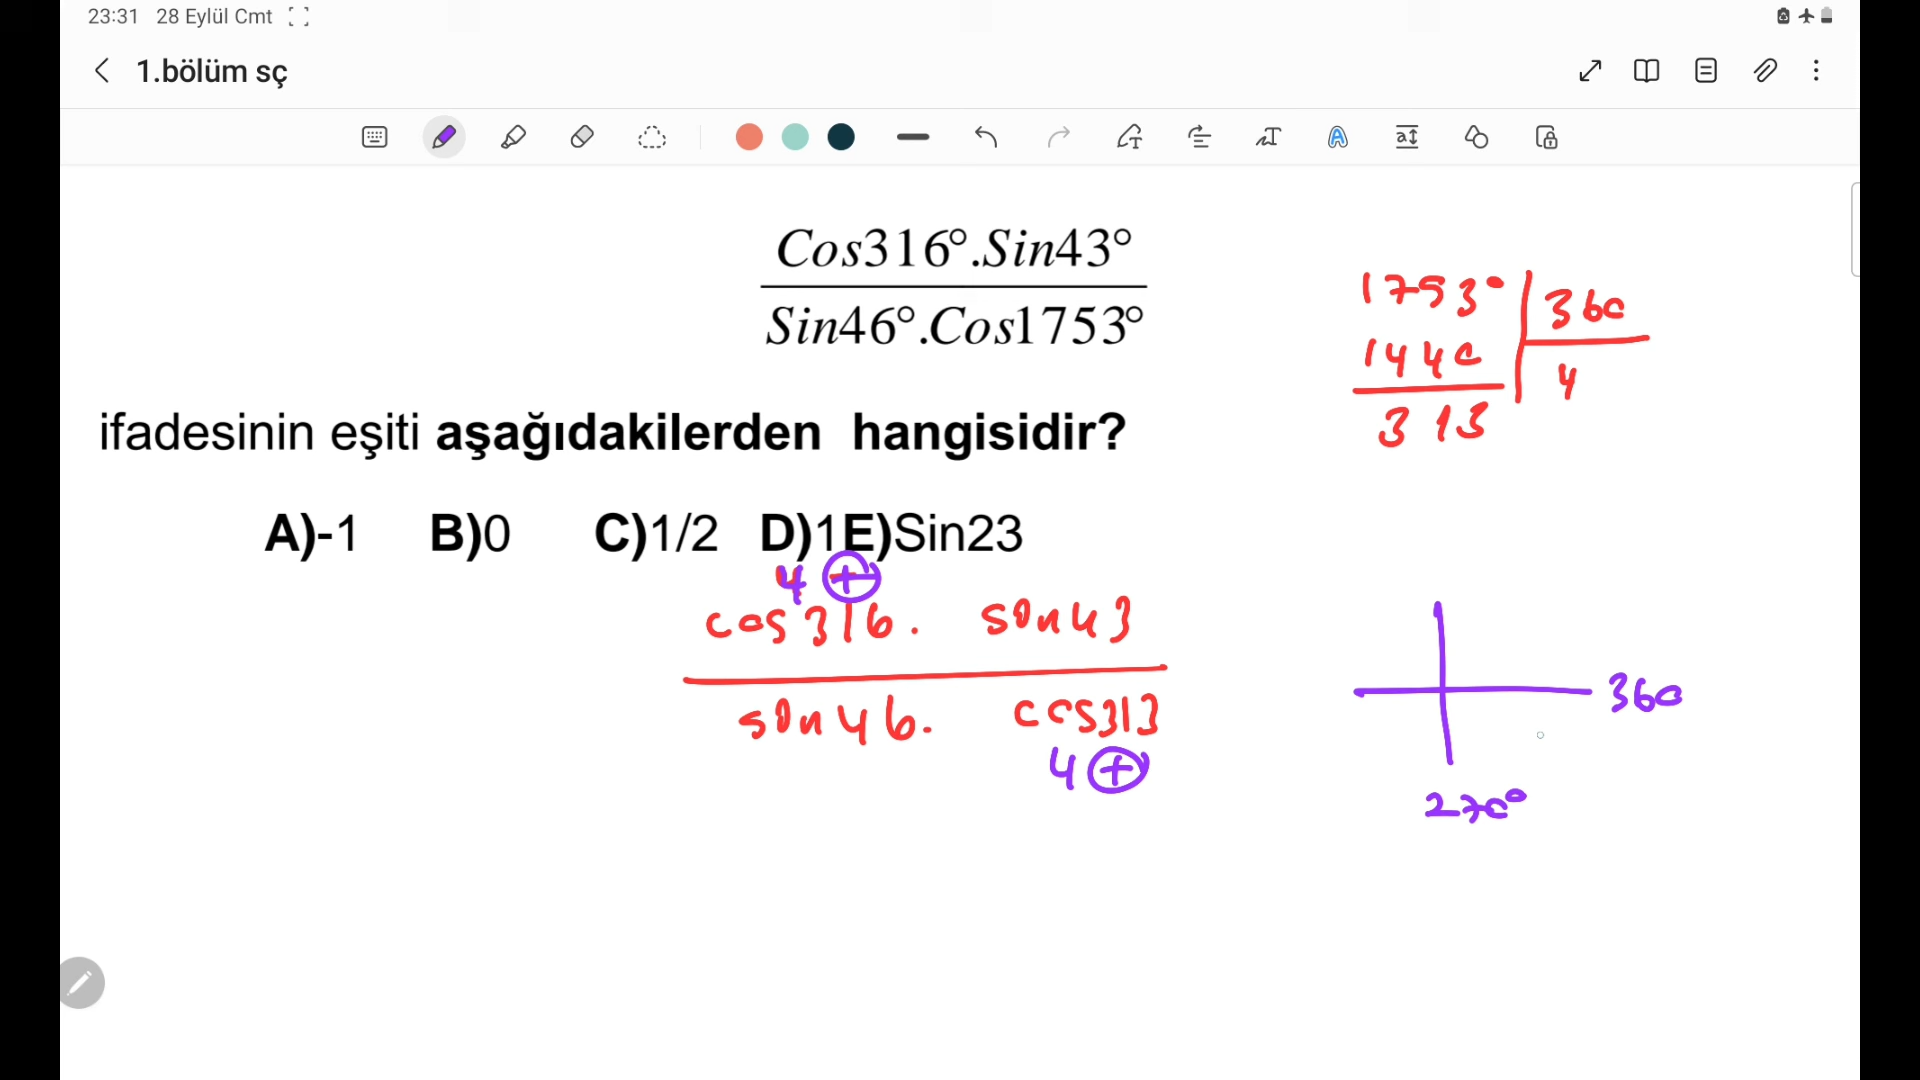 23:31 28 Eylül Cmt
1.bölüm sç
Cos316°.Sin43°
Sin46°.Cos1753°
ifadesinin eşiti aşağıdakilerden hangisidir?
A)-1 B)0 C)1/2 D)1E)Sin23
1753° 360
1440 4
313
4 +
cos316. sin43
sin46. cos313
4 +
360
270°